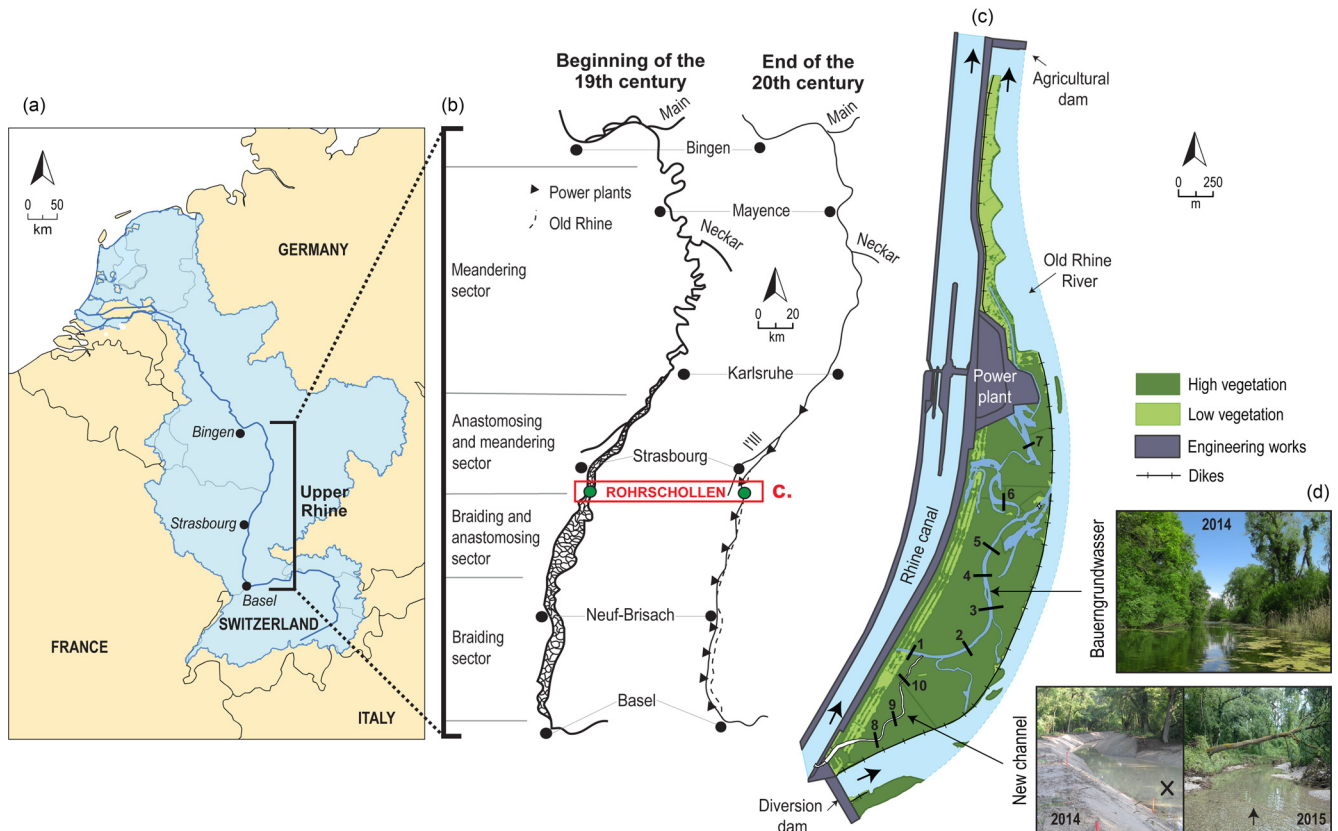 (a)
0 50
km
GERMANY
Bingen
Upper
Rhine
Strasbourg
Basel
SWITZERLAND
FRANCE
ITALY
(b)
Beginning of the
19th century
End of the
20th century
Main
Main
Bingen
Power plants
Old Rhine
Mayence
Neckar
Neckar
0 20
km
Meandering
sector
Karlsruhe
Anastomosing
and meandering
sector
l'Ill
Strasbourg
ROHRSCHOLLEN
C.
Braiding and
anastomosing
sector
Neuf-Brisach
Braiding
sector
Basel
(c)
Agricultural
dam
0 250
m
Old Rhine
River
Power
plant
High vegetation
Low vegetation
Engineering works
Dikes
Rhine canal
7
6
5
4
3
2
1
10
9
8
Diversion
dam
(d)
Bauerngrundwasser
2014
New channel
2014
X
2015